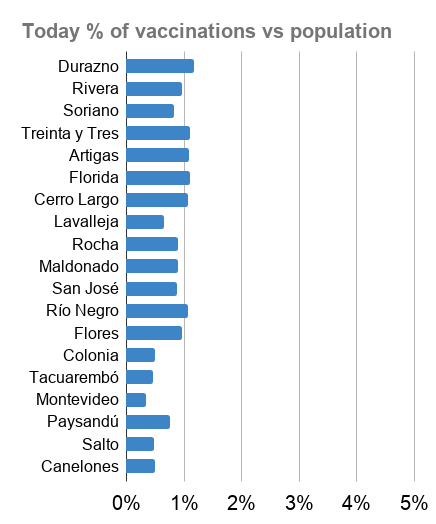 Today % of vaccinations vs population
Durazno
Rivera
Soriano
Treinta y Tres
Artigas
Florida
Cerro Largo
Lavalleja
Rocha
Maldonado
San José
Río Negro
Flores
Colonia
Tacuarembó
Montevideo
Paysandú
Salto
Canelones
0% 1% 2% 3% 4% 5%